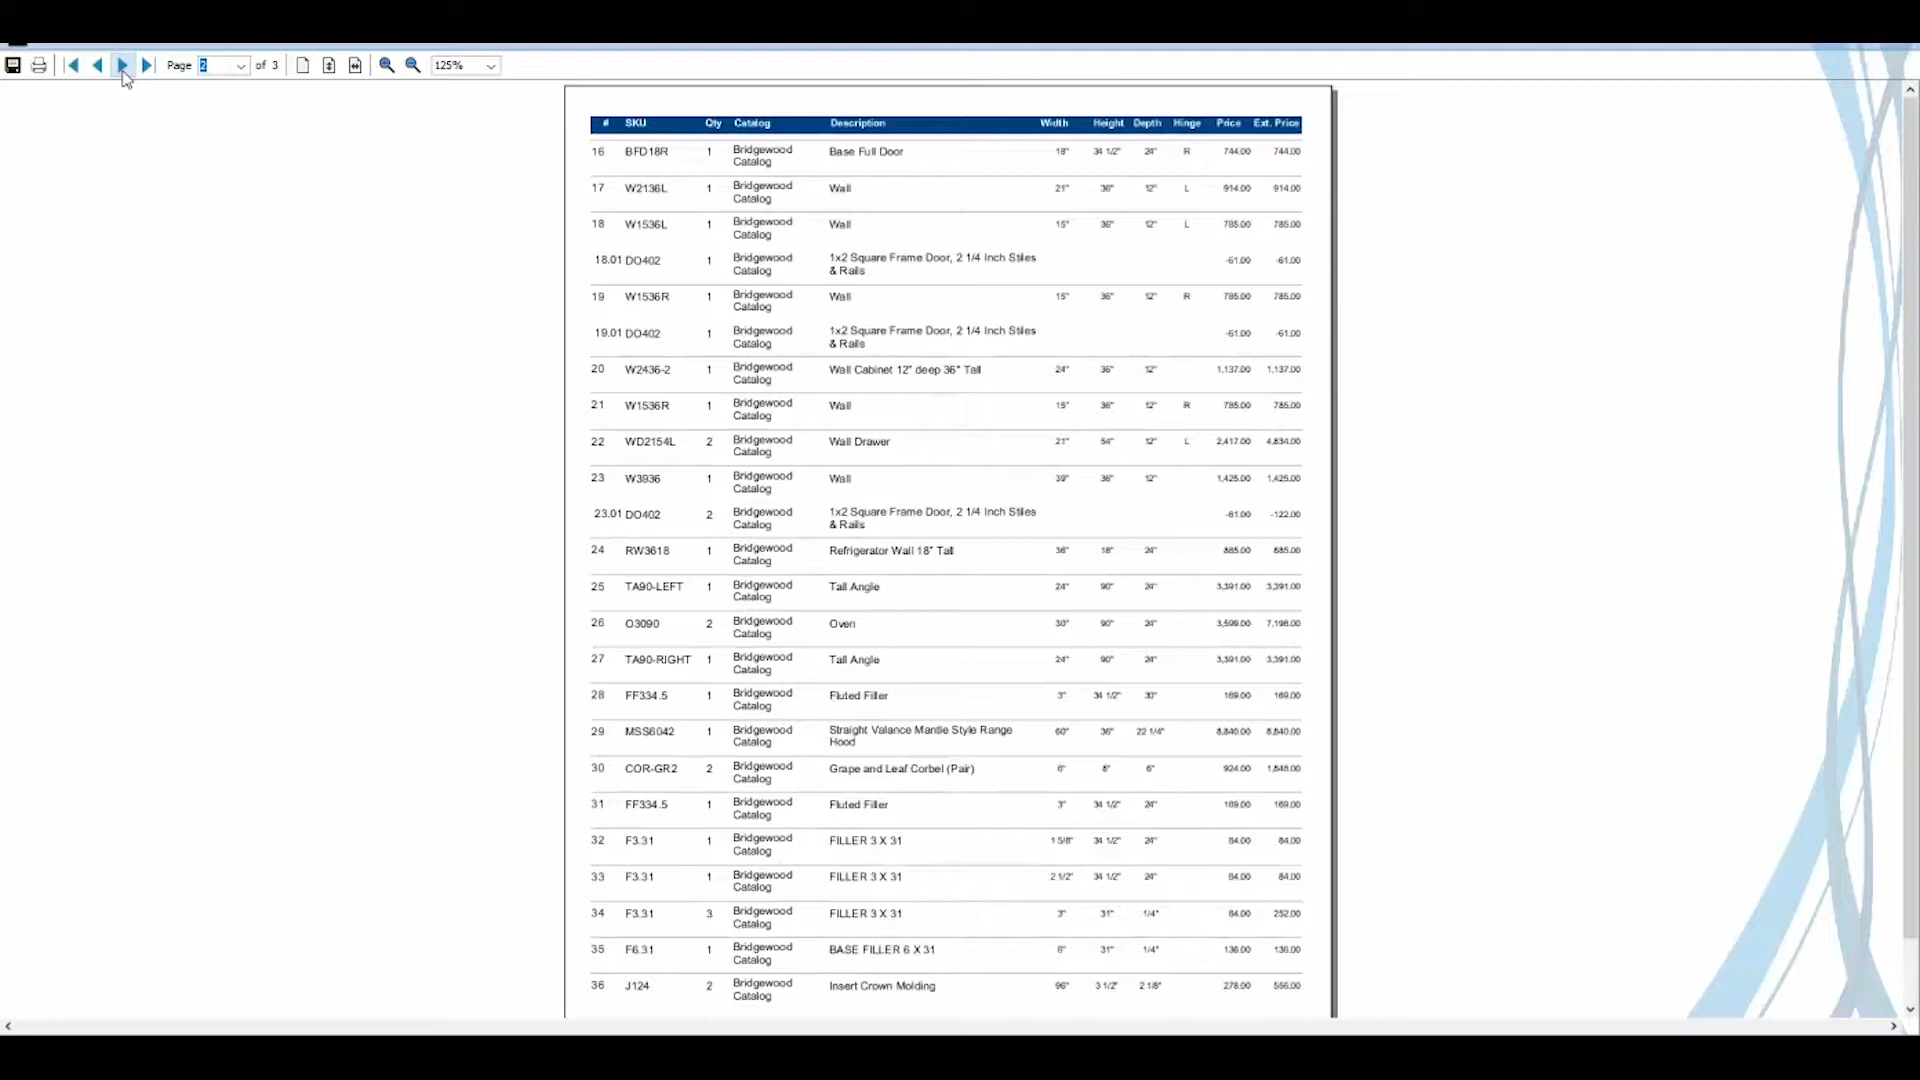 Page 2 of 3 125%
# SKU Qty Catalog Description Width Height Depth Hinge Price Ext. Price
16 BFD18R 1 Bridgewood Catalog Base Full Door 18" 34 1/2" 24" R 744.00 744.00
17 W2136L 1 Bridgewood Catalog Wall 21" 36" 12" L 914.00 914.00
18 W1536L 1 Bridgewood Catalog Wall 15" 36" 12" L 785.00 785.00
18.01 DO402 1 Bridgewood Catalog 1x2 Square Frame Door, 2 1/4 Inch Stiles & Rails -61.00 -61.00
19 W1536R 1 Bridgewood Catalog Wall 15" 36" 12" R 785.00 785.00
19.01 DO402 1 Bridgewood Catalog 1x2 Square Frame Door, 2 1/4 Inch Stiles & Rails -61.00 -61.00
20 W2436-2 1 Bridgewood Catalog Wall Cabinet 12" deep 36" Tall 24" 36" 12" 1,137.00 1,137.00
21 W1536R 1 Bridgewood Catalog Wall 15" 36" 12" R 785.00 785.00
22 WD2154L 2 Bridgewood Catalog Wall Drawer 21" 54" 12" L 2,417.00 4,834.00
23 W3936 1 Bridgewood Catalog Wall 39" 36" 12" 1,425.00 1,425.00
23.01 DO402 2 Bridgewood Catalog 1x2 Square Frame Door, 2 1/4 Inch Stiles & Rails -61.00 -122.00
24 RW3618 1 Bridgewood Catalog Refrigerator Wall 18" Tall 36" 18" 24"
25 TA90-LEFT 1 Bridgewood Catalog Tall Angle 24" 90" 24" 3,391.00 3,391.00
26 O3090 2 Bridgewood Catalog Oven 30" 90" 24" 3,599.00 7,198.00
27 TA90-RIGHT 1 Bridgewood Catalog Tall Angle 24" 90" 24" 3,391.00 3,391.00
28 FF334.5 1 Bridgewood Catalog Fluted Filler 3" 34 1/2" 30" 169.00 169.00
29 MSS6042 1 Bridgewood Catalog Straight Valance Mantle Style Range Hood 60" 36" 22 1/4" 8,840.00 8,840.00
30 COR-GR2 2 Bridgewood Catalog Grape and Leaf Corbel (Pair) 6" 8" 6" 924.00 1,848.00
31 FF334.5 1 Bridgewood Catalog Fluted Filler 3" 34 1/2" 24" 169.00 169.00
32 F3.31 1 Bridgewood Catalog FILLER 3 X 31 1 5/8" 34 1/2" 24" 84.00 84.00
33 F3.31 1 Bridgewood Catalog FILLER 3 X 31 2 1/2" 34 1/2" 24" 84.00 84.00
34 F3.31 3 Bridgewood Catalog FILLER 3 X 31 3" 31" 1/4" 84.00 252.00
35 F6.31 1 Bridgewood Catalog BASE FILLER 6 X 31 6" 31" 1/4" 136.00 136.00
36 J124 2 Bridgewood Catalog Insert Crown Molding 96" 3 1/2" 2 1/8" 278.00 556.00